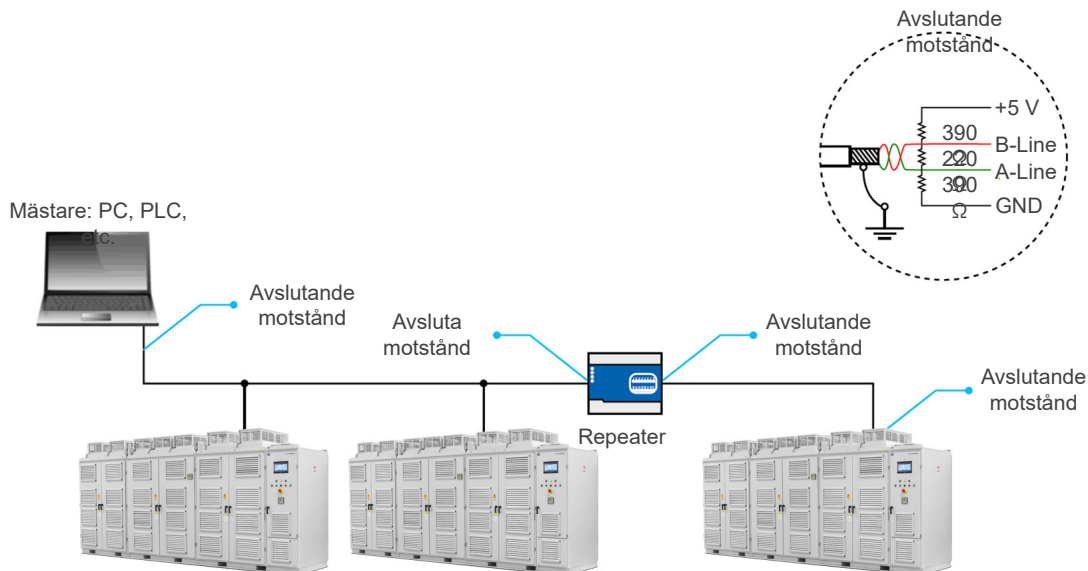 Avslutande
motstånd
+5 V
390
Ω
B-Line
220
Ω
A-Line
390
Ω
GND
Mästare: PC, PLC,
etc.
Avslutande
motstånd
Avsluta
motstånd
Avslutande
motstånd
Avslutande
motstånd
Repeater